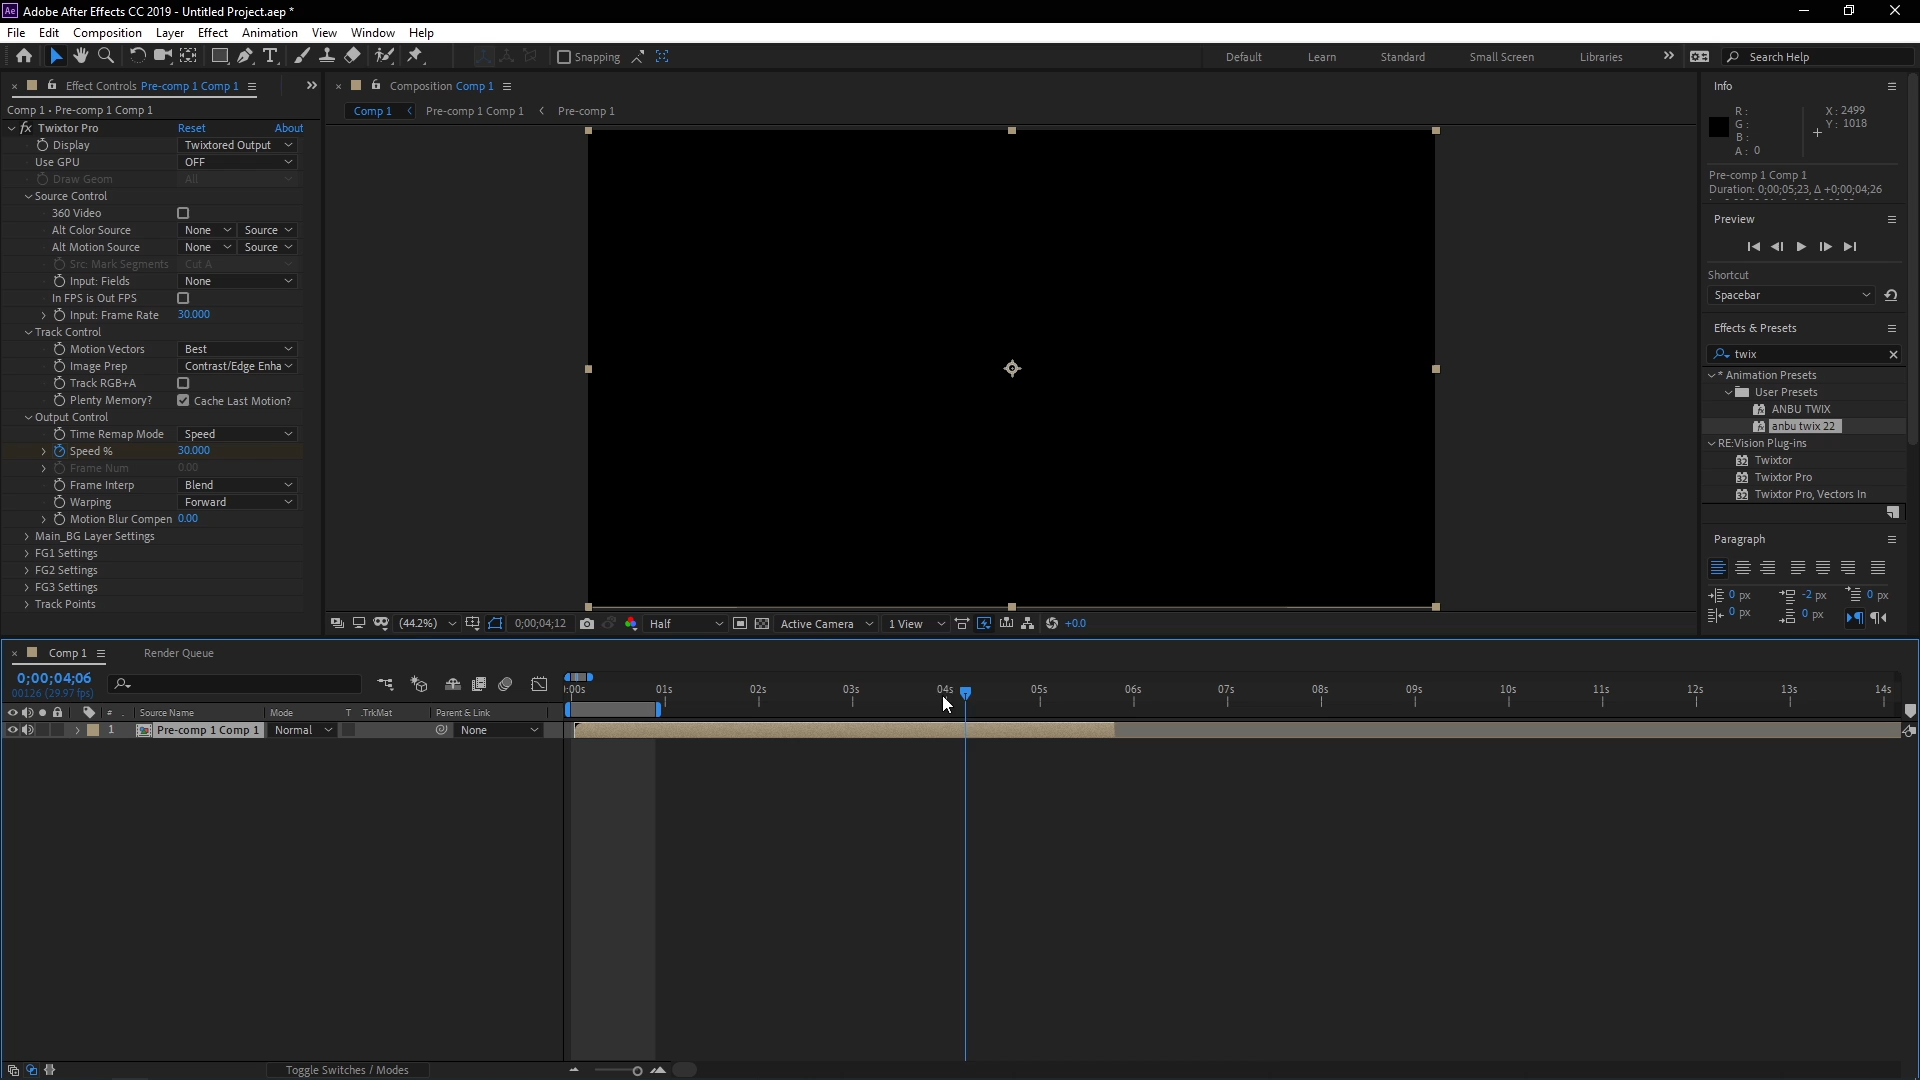 Ae Adobe After Effects CC 2019 - Untitled Project.aep *
File Edit Composition Layer Effect Animation View Window Help
Snapping Default Learn Standard Small Screen Libraries » Search Help
× Effect Controls Pre-comp 1 Comp 1 ≡ »
Comp 1 • Pre-comp 1 Comp 1
fx Twixtor Pro Reset About
Display Twixtored Output
Use GPU OFF
Draw Geom All
Source Control
360 Video
Alt Color Source None Source
Alt Motion Source None Source
Src: Mark Segments Cut A
Input: Fields None
In FPS is Out FPS
Input: Frame Rate 30.000
Track Control
Motion Vectors Best
Image Prep Contrast/Edge Enha
Track RGB+A
Plenty Memory? Cache Last Motion?
Output Control
Time Remap Mode Speed
Speed % 30.000
Frame Num 0.00
Frame Interp Blend
Warping Forward
Motion Blur Compen 0.00
Main_BG Layer Settings
FG1 Settings
FG2 Settings
FG3 Settings
Track Points
× Composition Comp 1 ≡
Comp 1 < Pre-comp 1 Comp 1 < Pre-comp 1
(44.2%) 0;00;04;12 Half Active Camera 1 View +0.0
Info
R : X : 2499
G : Y : 1018
B :
A : 0
Pre-comp 1 Comp 1
Duration: 0;00;05;23, Δ +0;00;04;26
Preview
Shortcut
Spacebar
Effects & Presets
twix
* Animation Presets
User Presets
ANBU TWIX
anbu twix 22
RE:Vision Plug-ins
32 Twixtor
32 Twixtor Pro
32 Twixtor Pro, Vectors In
Paragraph
0 px -2 px 0 px
0 px 0 px
× Comp 1 ≡ Render Queue
0;00;04;06
00126 (29.97 fps)
:00s 01s 02s 03s 04s 05s 06s 07s 08s 09s 10s 11s 12s 13s 14s
# Source Name Mode T .TrkMat Parent & Link
1 Pre-comp 1 Comp 1 Normal None
Toggle Switches / Modes